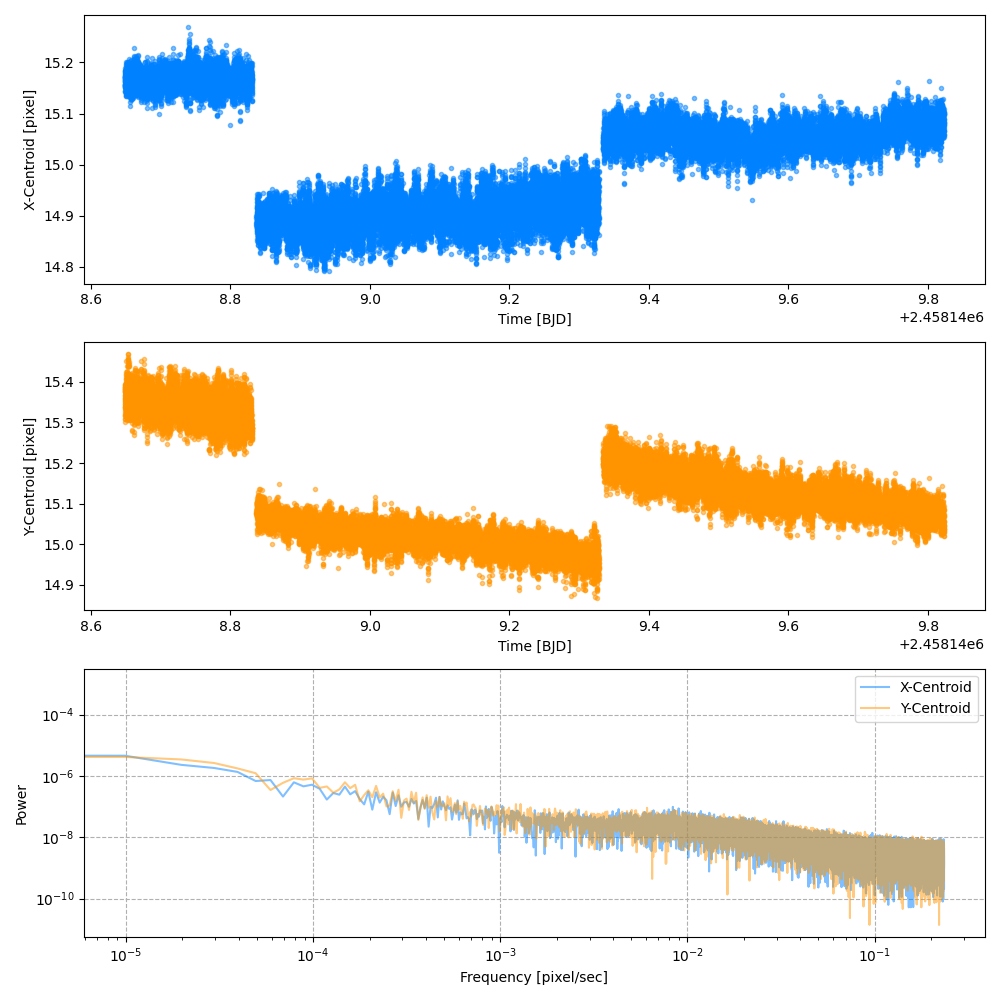 15.2
15.1
15.0
14.9
14.8
X-Centroid [pixel]
8.6 8.8 9.0 9.2 9.4 9.6 9.8
Time [BJD]
+2.45814e6
15.4
15.3
15.2
15.1
15.0
14.9
Y-Centroid [pixel]
8.6 8.8 9.0 9.2 9.4 9.6 9.8
Time [BJD]
+2.45814e6
X-Centroid
Y-Centroid
10⁻⁴
10⁻⁶
10⁻⁸
10⁻¹⁰
Power
10⁻⁵ 10⁻⁴ 10⁻³ 10⁻² 10⁻¹
Frequency [pixel/sec]